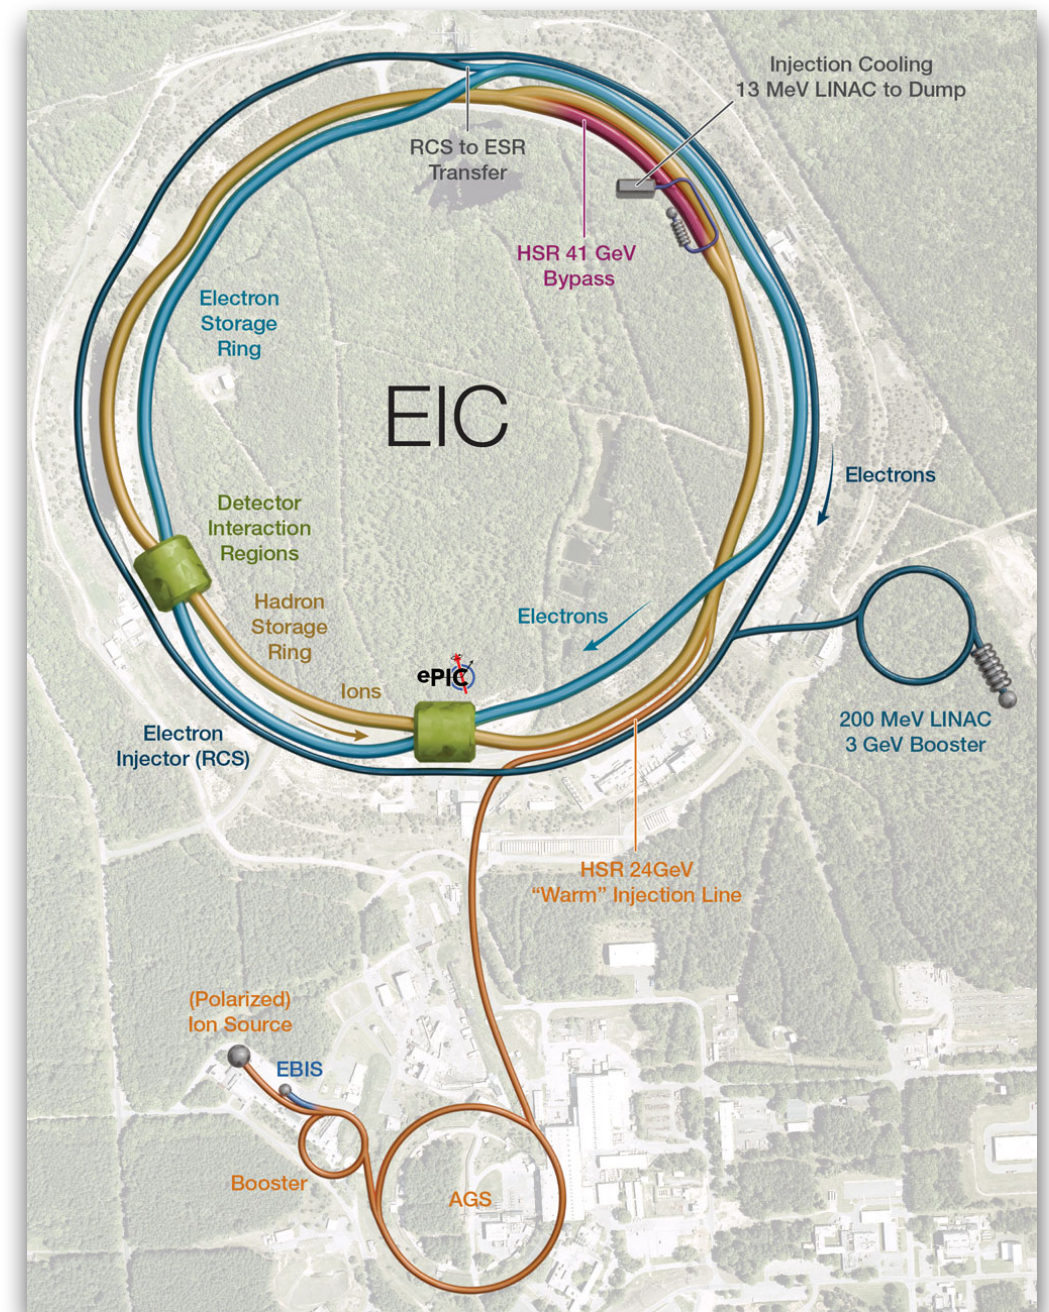 Injection Cooling
13 MeV LINAC to Dump
RCS to ESR
Transfer
HSR 41 GeV
Bypass
Electron
Storage
Ring
EIC
Electrons
Detector
Interaction
Regions
Hadron
Storage
Ring
Electrons
ePIC
Ions
Electron
Injector (RCS)
200 MeV LINAC
3 GeV Booster
HSR 24GeV
“Warm” Injection Line
(Polarized)
Ion Source
EBIS
Booster
AGS